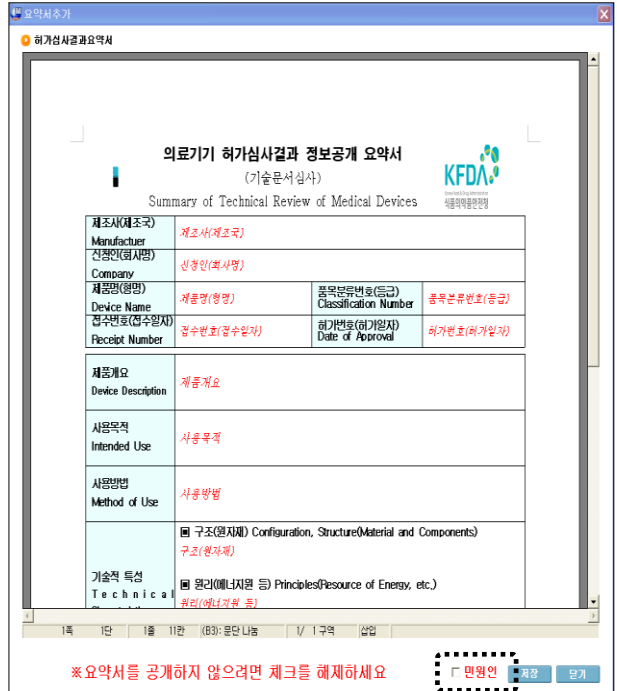 요약서추가
허가심사결과요약서
의료기기 허가심사결과 정보공개 요약서
(기술문서심사)
Summary of Technical Review of Medical Devices
KFDA
식품의약품안전청
제조사(제조국)
Manufactuer
제조사(제조국)
신청인(회사명)
Company
신청인(회사명)
제품명(형명)
Device Name
제품명(형명)
품목분류번호(등급)
Classification Number
품목분류번호(등급)
접수번호(접수일자)
Receipt Number
접수번호(접수일자)
허가번호(허가일자)
Date of Approval
허가번호(허가일자)
제품개요
Device Description
제품개요
사용목적
Intended Use
사용목적
사용방법
Method of Use
사용방법
기술적 특성
Technical
▣ 구조(원자재) Configuration, Structure(Material and Components)
구조(원자재)
▣ 원리(에너지원 등) Principles(Resource of Energy, etc.)
원리(에너지원 등)
1쪽 1단 1줄 11칸 (B3): 문단 나눔 1/ 1 구역 삽입
※요약서를 공개하지 않으려면 체크를 해제하세요
민원인
저장
닫기